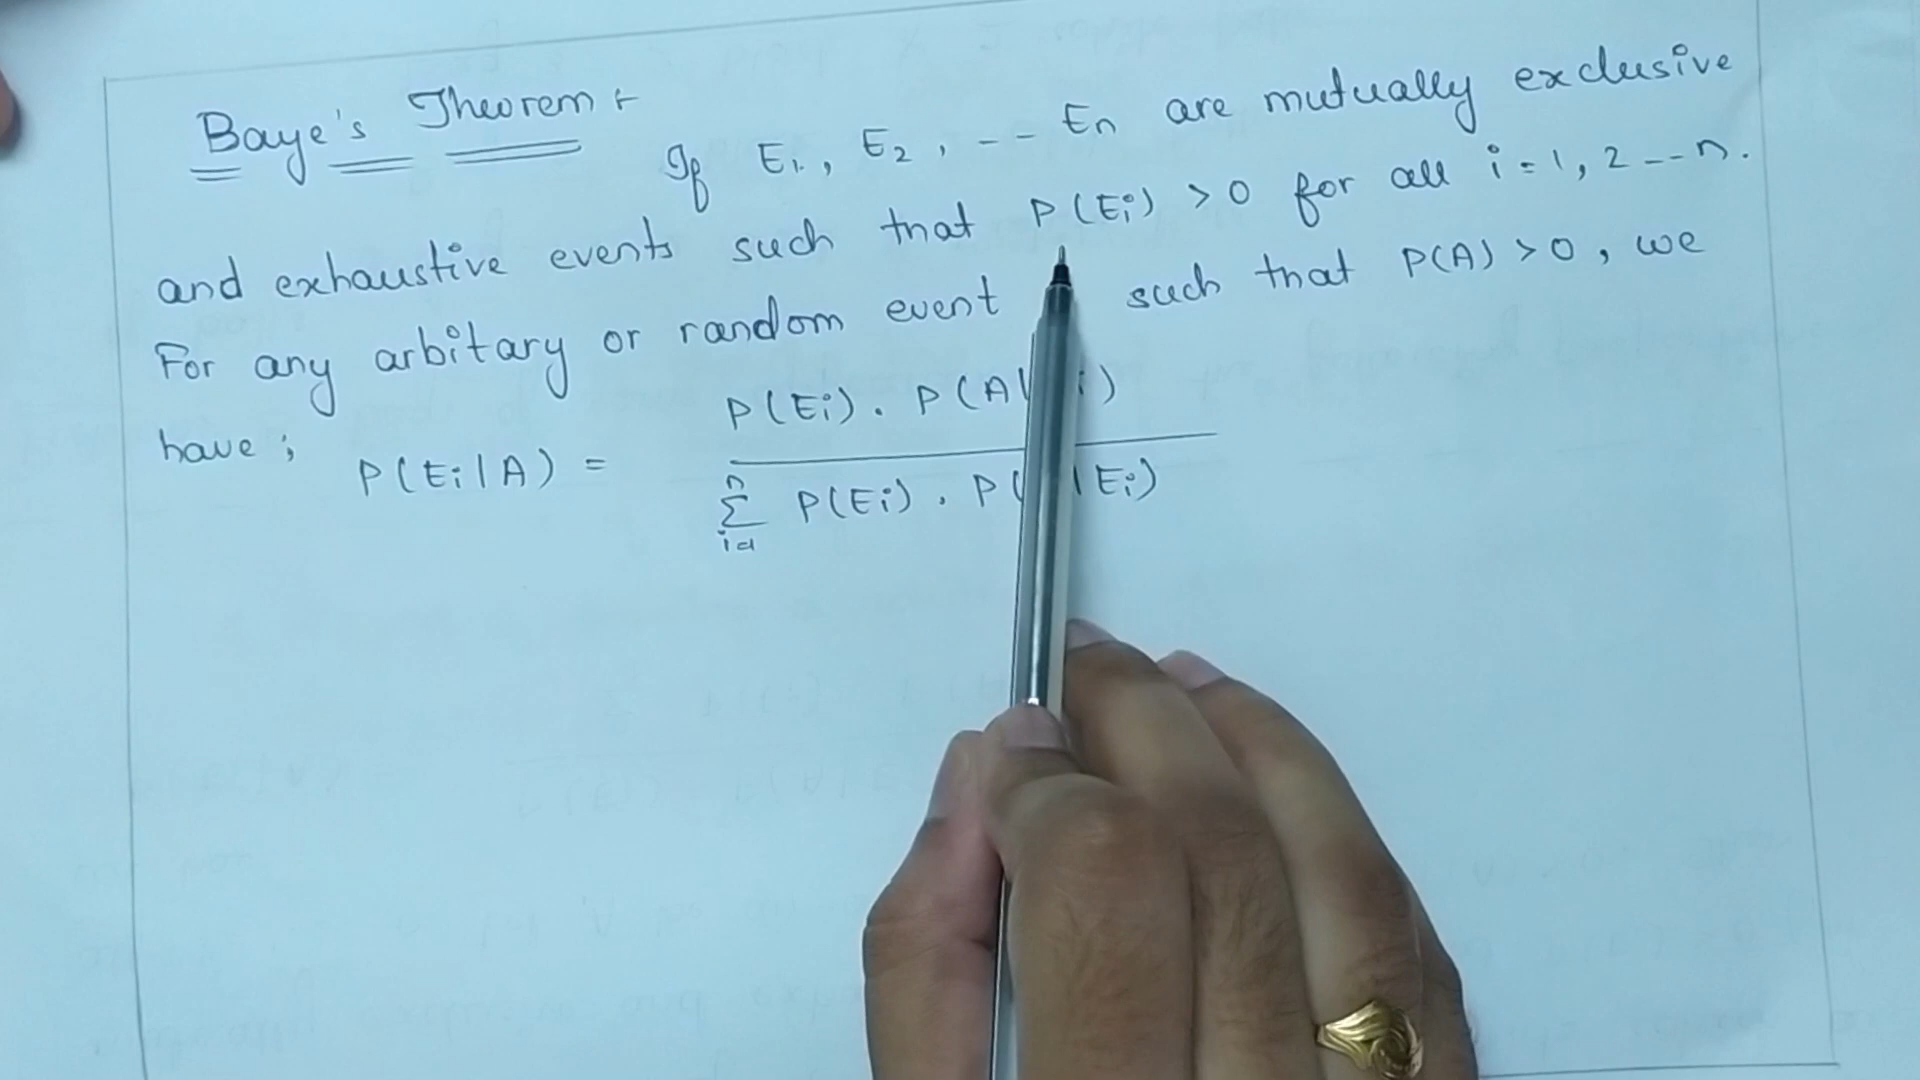 Baye's Theorem :-
If E1, E2, -- En are mutually exclusive
and exhaustive events such that P(Ei) > 0 for all i = 1, 2 -- n.
For any arbitary or random event such that P(A) > 0, we
have ;
P(Ei | A) = P(Ei) . P(A | i)
n Σ i=1 P(Ei) . P( | Ei)